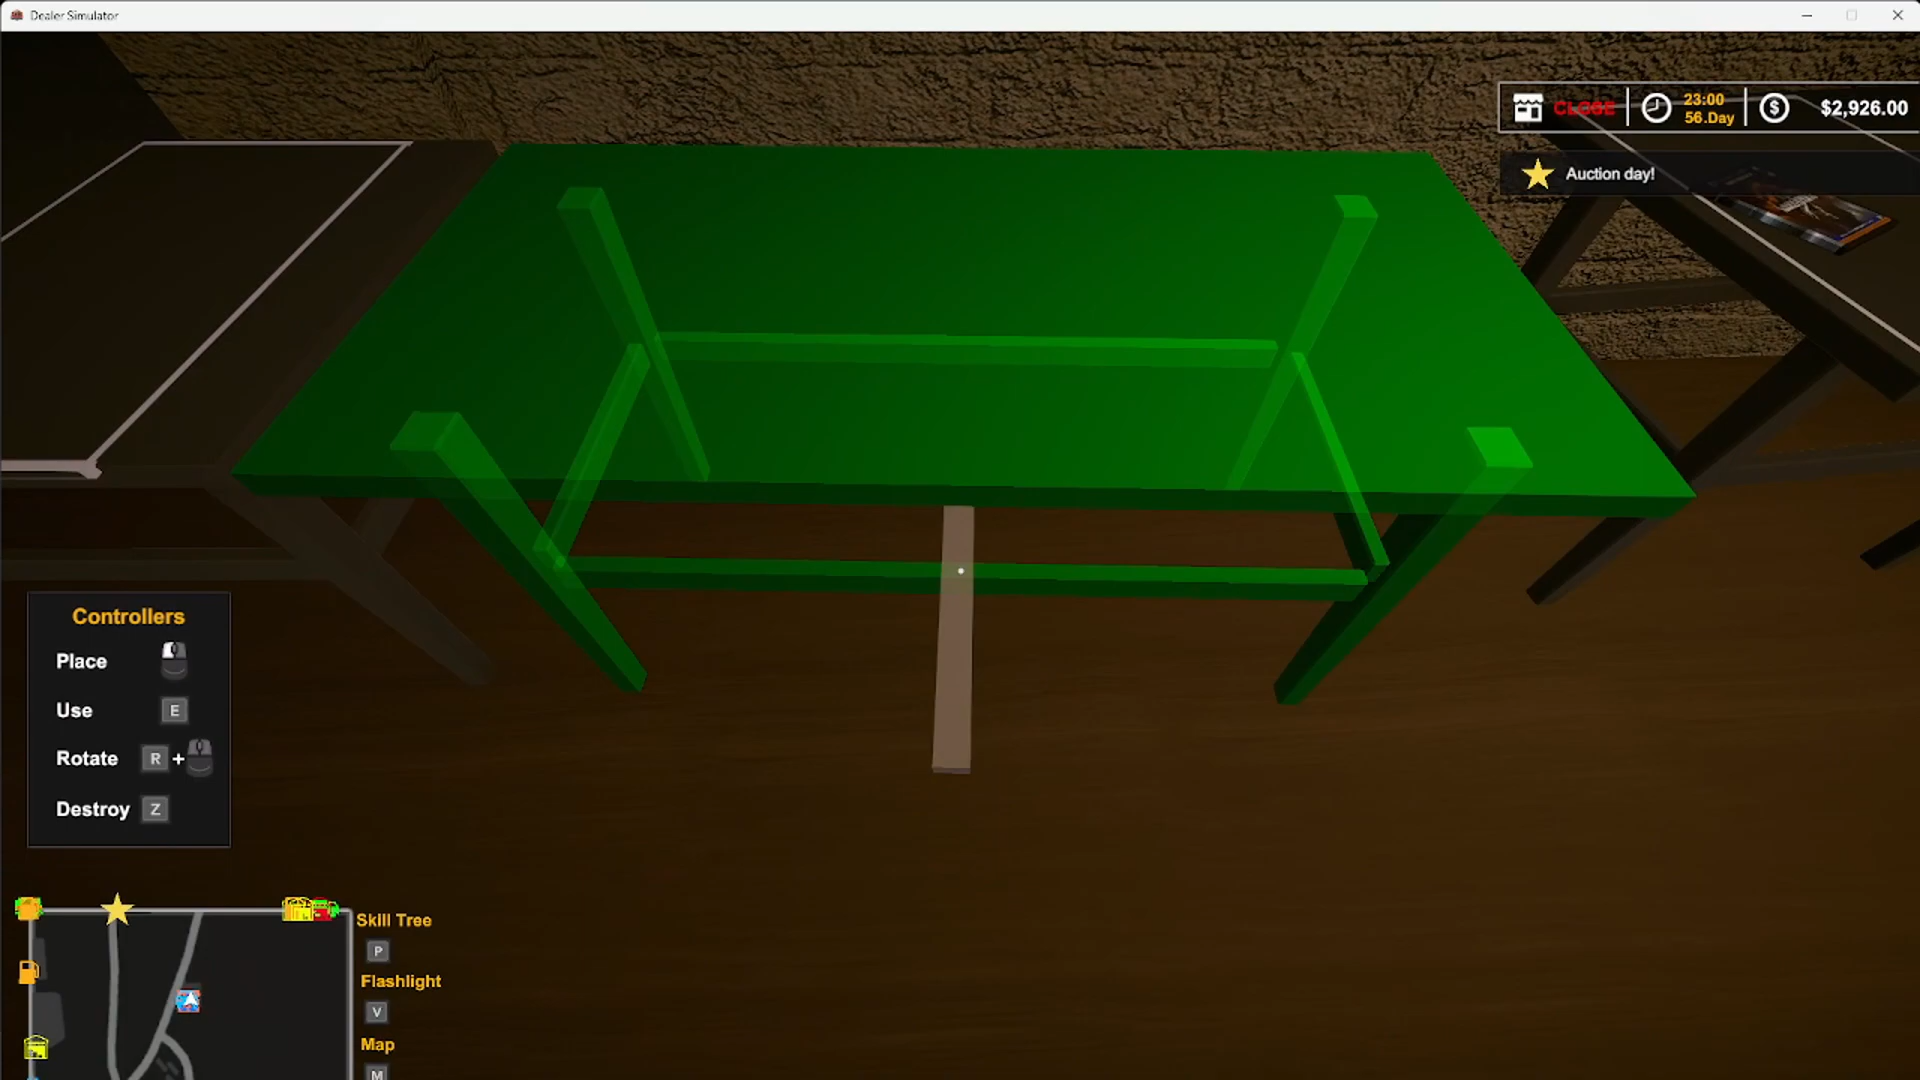 Dealer Simulator
CLOSE
23:00
56.Day
$2,926.00
Auction day!
Controllers
Place
Use E
Rotate R +
Destroy Z
Skill Tree
P
Flashlight
V
Map
M